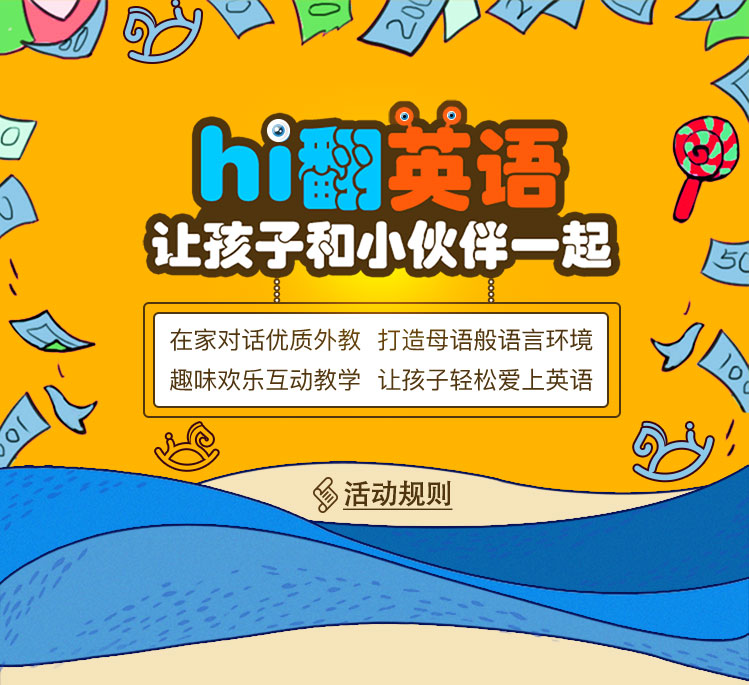 hi翻英语
让孩子和小伙伴一起
在家对话优质外教 打造母语般语言环境
趣味欢乐互动教学 让孩子轻松爱上英语
活动规则